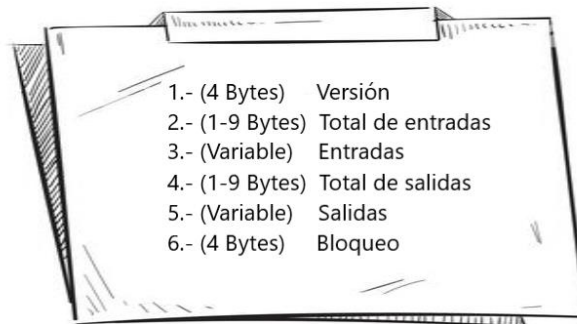 1.- (4 Bytes) Versión
2.- (1-9 Bytes) Total de entradas
3.- (Variable) Entradas
4.- (1-9 Bytes) Total de salidas
5.- (Variable) Salidas
6.- (4 Bytes) Bloqueo